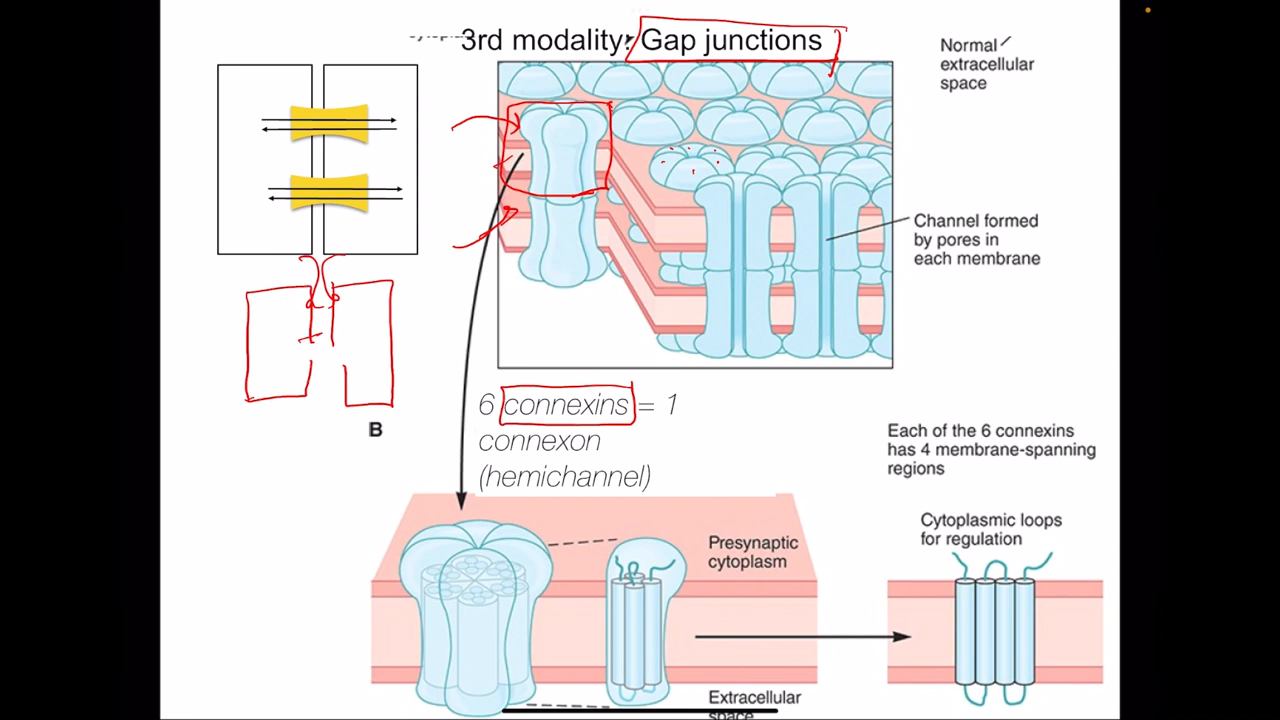 3rd modality: Gap junctions
Normal
extracellular
space
Channel formed
by pores in
each membrane
6 connexins = 1
connexon
(hemichannel)
B
Each of the 6 connexins
has 4 membrane-spanning
regions
Cytoplasmic loops
for regulation
Presynaptic
cytoplasm
Extracellular
space